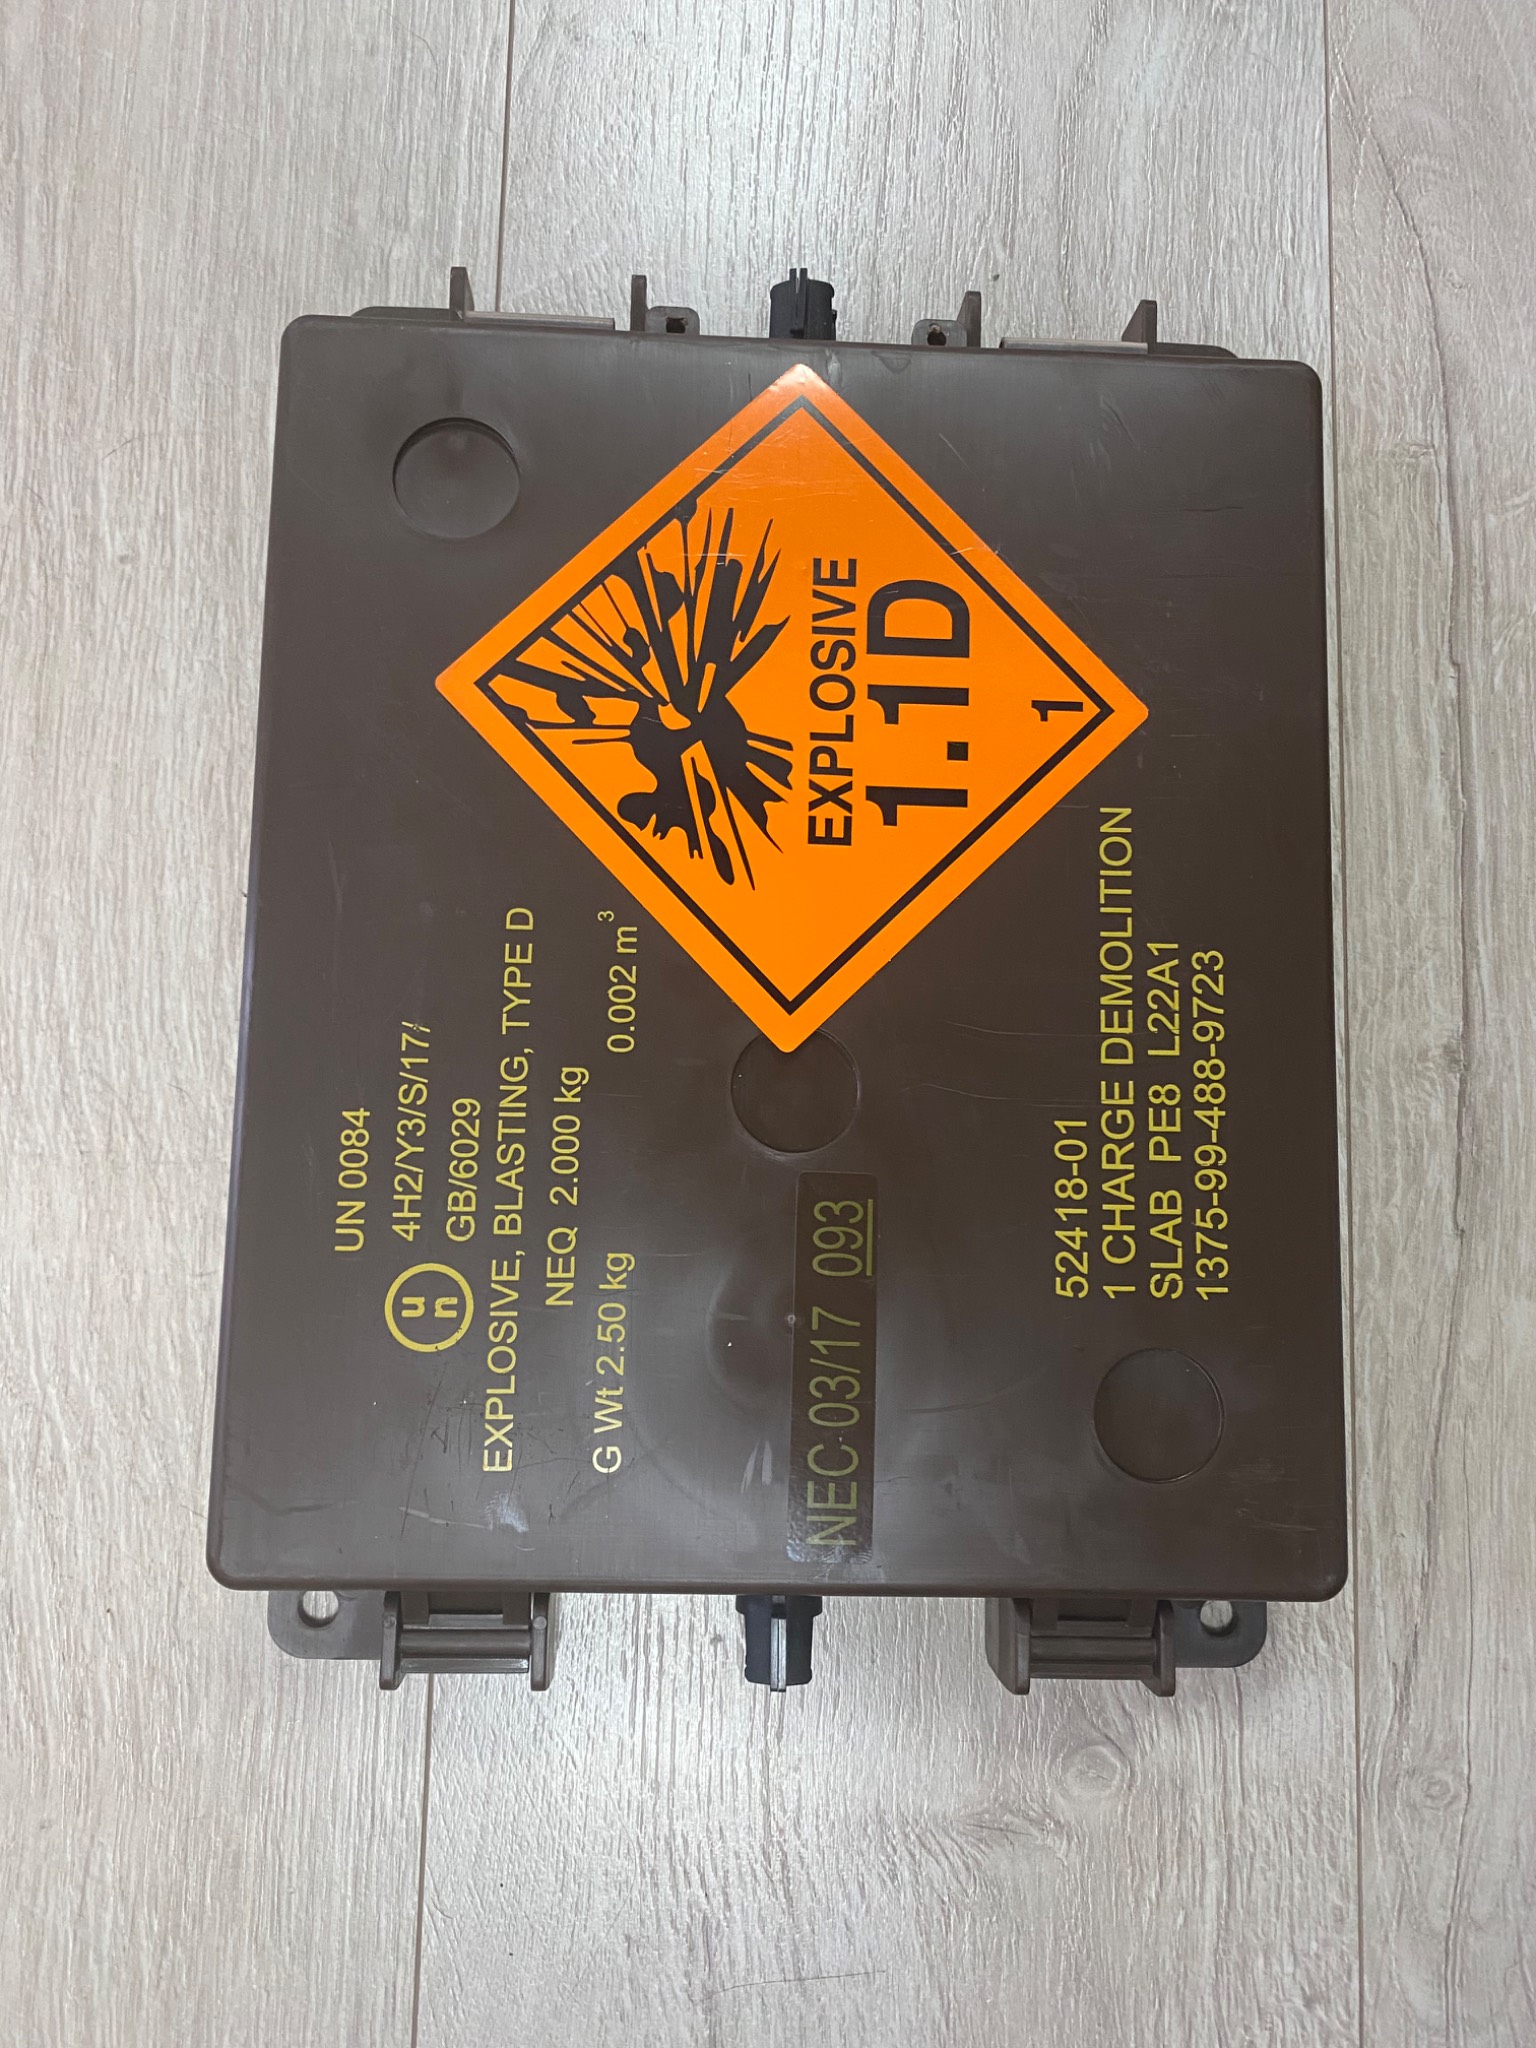 UN 0084
un
4H2/Y3/S/17/
GB/6029
EXPLOSIVE, BLASTING, TYPE D
NEQ 2.000 kg
G Wt 2.50 kg 0.002 m³
EXPLOSIVE
1.1D
1
NEC 03/17 093
52418-01
1 CHARGE DEMOLITION
SLAB PE8 L22A1
1375-99-488-9723